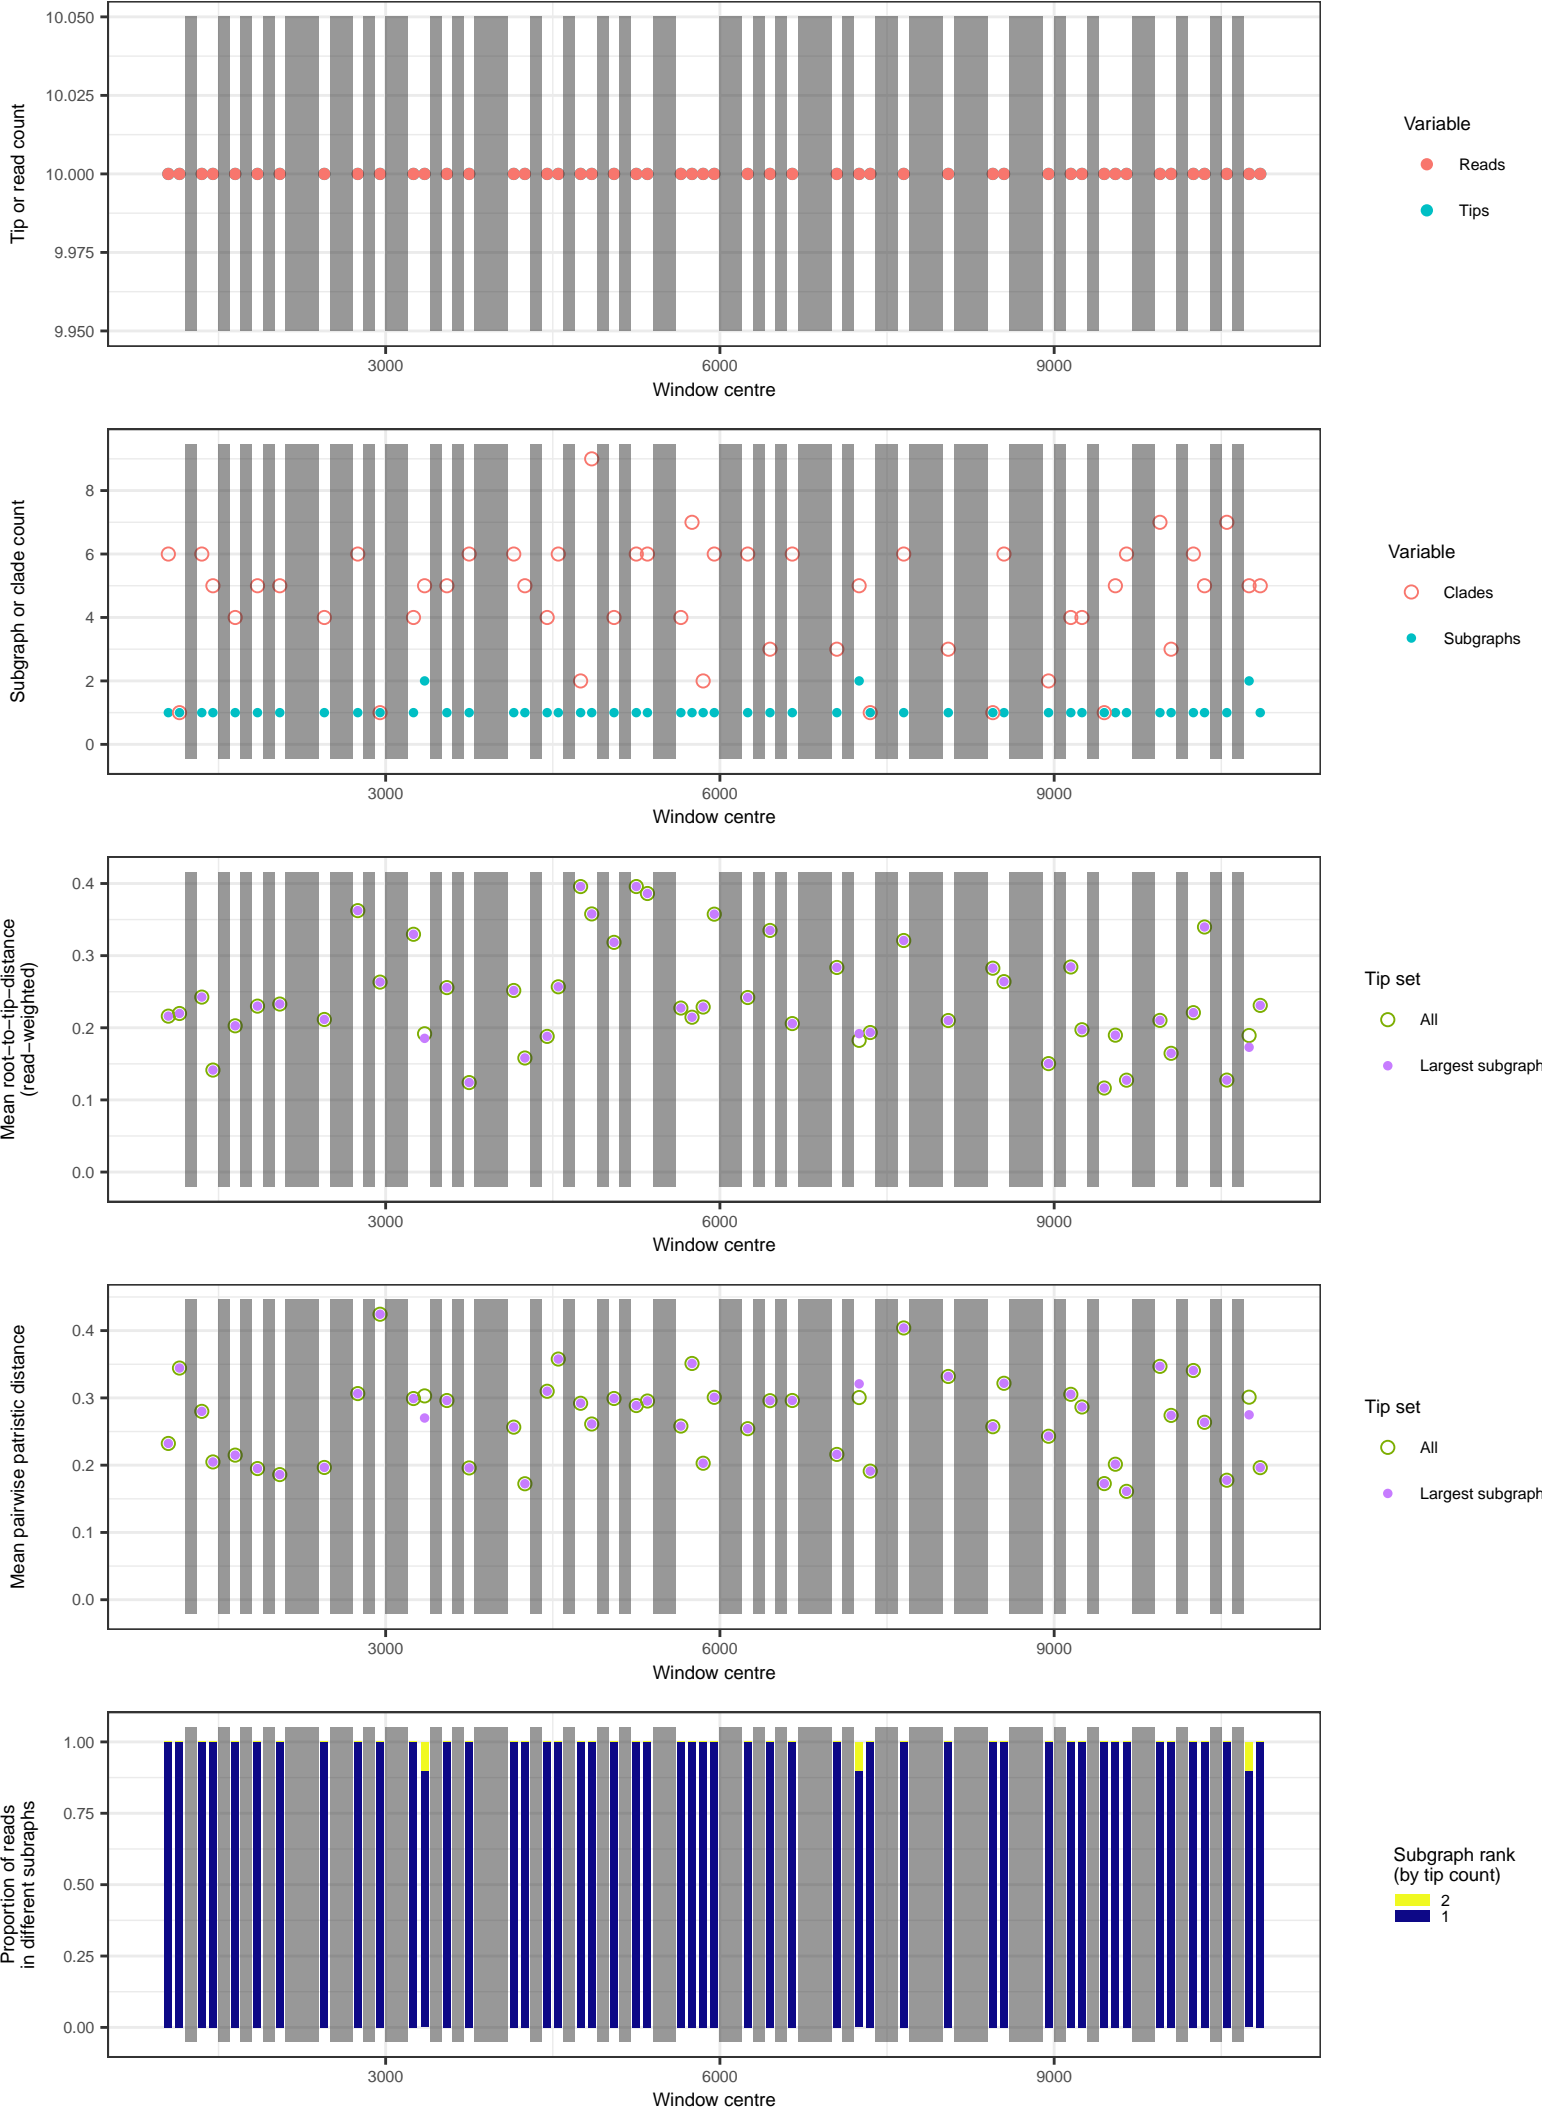 10.050
10.025
10.000
9.975
9.950
Tip or read count
3000
6000
9000
Window centre
Variable
Reads
Tips
8
6
4
2
0
Subgraph or clade count
3000
6000
9000
Window centre
Variable
Clades
Subgraphs
0.4
0.3
0.2
0.1
0.0
Mean root−to−tip−distance
(read−weighted)
3000
6000
9000
Window centre
Tip set
All
Largest subgraph
0.4
0.3
0.2
0.1
0.0
Mean pairwise patristic distance
3000
6000
9000
Window centre
Tip set
All
Largest subgraph
1.00
0.75
0.50
0.25
0.00
Proportion of reads
in different subraphs
3000
6000
9000
Window centre
Subgraph rank
(by tip count)
2
1